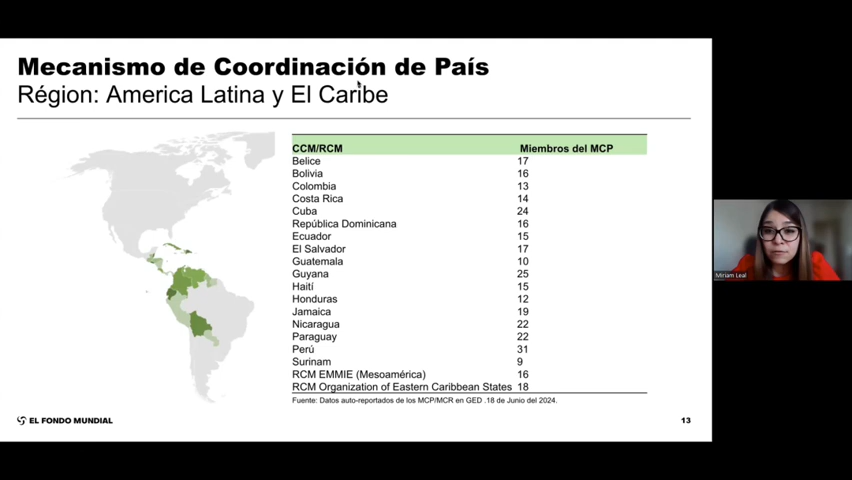 Mecanismo de Coordinación de País
Région: America Latina y El Caribe
CCM/RCM Miembros del MCP
Belice 17
Bolivia 16
Colombia 13
Costa Rica 14
Cuba 24
República Dominicana 16
Ecuador 15
El Salvador 17
Guatemala 10
Guyana 25
Haití 15
Honduras 12
Jamaica 19
Nicaragua 22
Paraguay 22
Perú 31
Surinam 9
RCM EMMIE (Mesoamérica) 16
RCM Organization of Eastern Caribbean States 18
Fuente: Datos auto-reportados de los MCP/MCR en GED .18 de Junio del 2024.
EL FONDO MUNDIAL
13
Miriam Leal